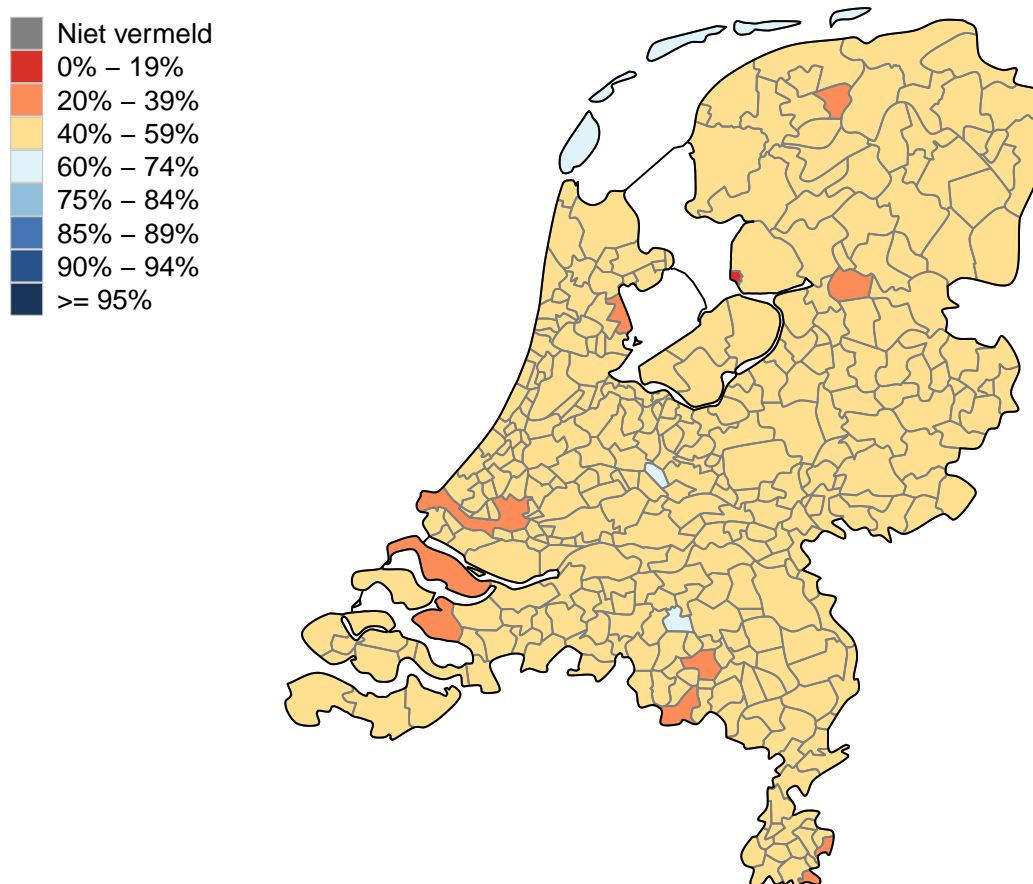 Niet vermeld
0% – 19%
20% – 39%
40% – 59%
60% – 74%
75% – 84%
85% – 89%
90% – 94%
>= 95%